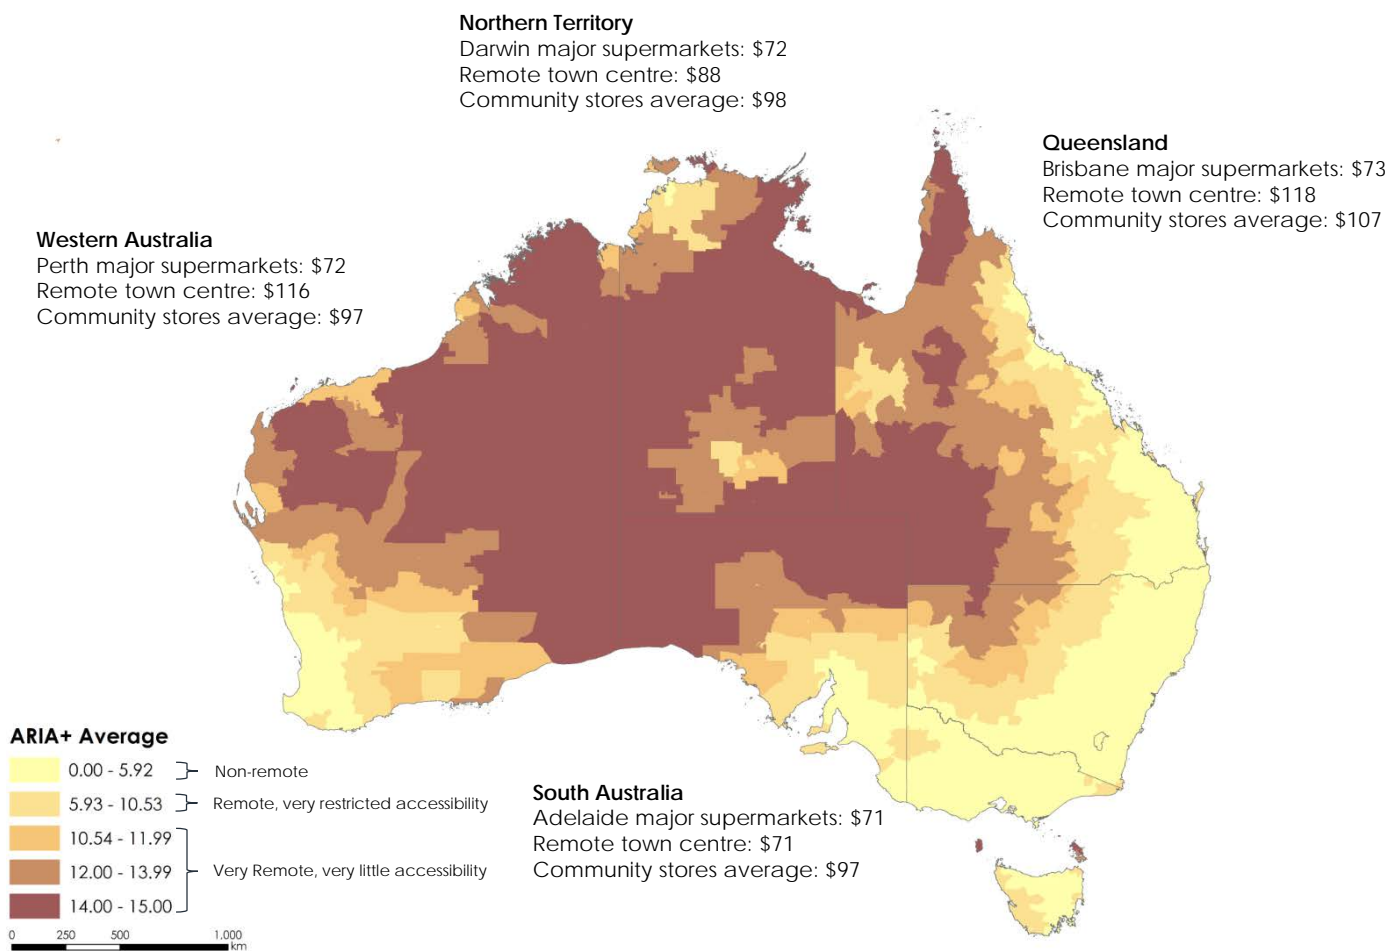 Northern Territory
Darwin major supermarkets: $72
Remote town centre: $88
Community stores average: $98
Queensland
Brisbane major supermarkets: $73
Remote town centre: $118
Community stores average: $107
Western Australia
Perth major supermarkets: $72
Remote town centre: $116
Community stores average: $97
ARIA+ Average
0.00 - 5.92 Non-remote
5.93 - 10.53 Remote, very restricted accessibility
10.54 - 11.99
12.00 - 13.99 Very Remote, very little accessibility
14.00 - 15.00
0 250 500 1,000
km
South Australia
Adelaide major supermarkets: $71
Remote town centre: $71
Community stores average: $97